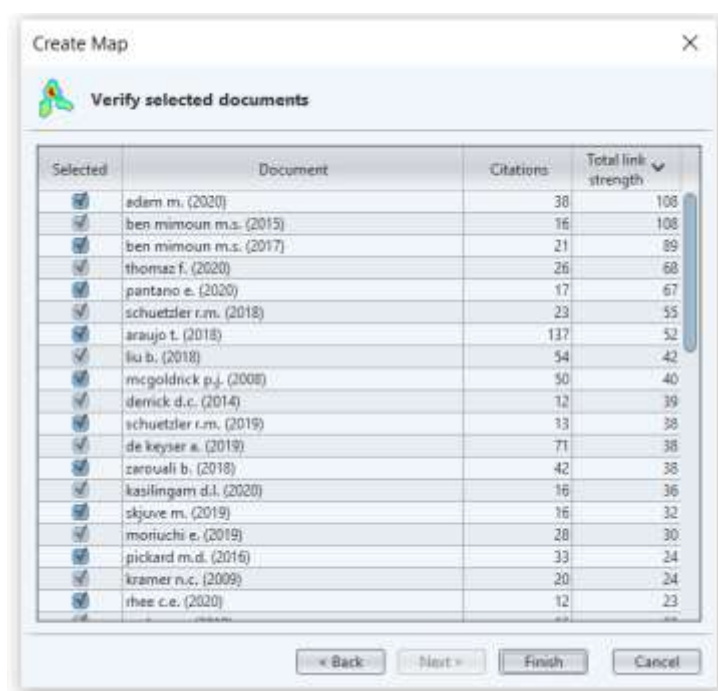 Create Map
Verify selected documents
Selected Document Citations Total link strength
adam m. (2020) 38 108
ben mimoun m.s. (2015) 16 108
ben mimoun m.s. (2017) 21 89
thomaz f. (2020) 26 68
pantano e. (2020) 17 67
schuetzler r.m. (2018) 23 55
araujo t. (2018) 137 52
liu b. (2018) 54 42
mcgoldrick p.j. (2008) 50 40
derrick d.c. (2014) 12 39
schuetzler r.m. (2019) 13 38
de keyser a. (2019) 71 38
zarouali b. (2018) 42 38
kasilingam d.l. (2020) 16 36
skjuve m. (2019) 16 32
moriuchi e. (2019) 28 30
pickard m.d. (2016) 33 24
kramer n.c. (2009) 20 24
rhee c.e. (2020) 12 23
< Back Next > Finish Cancel